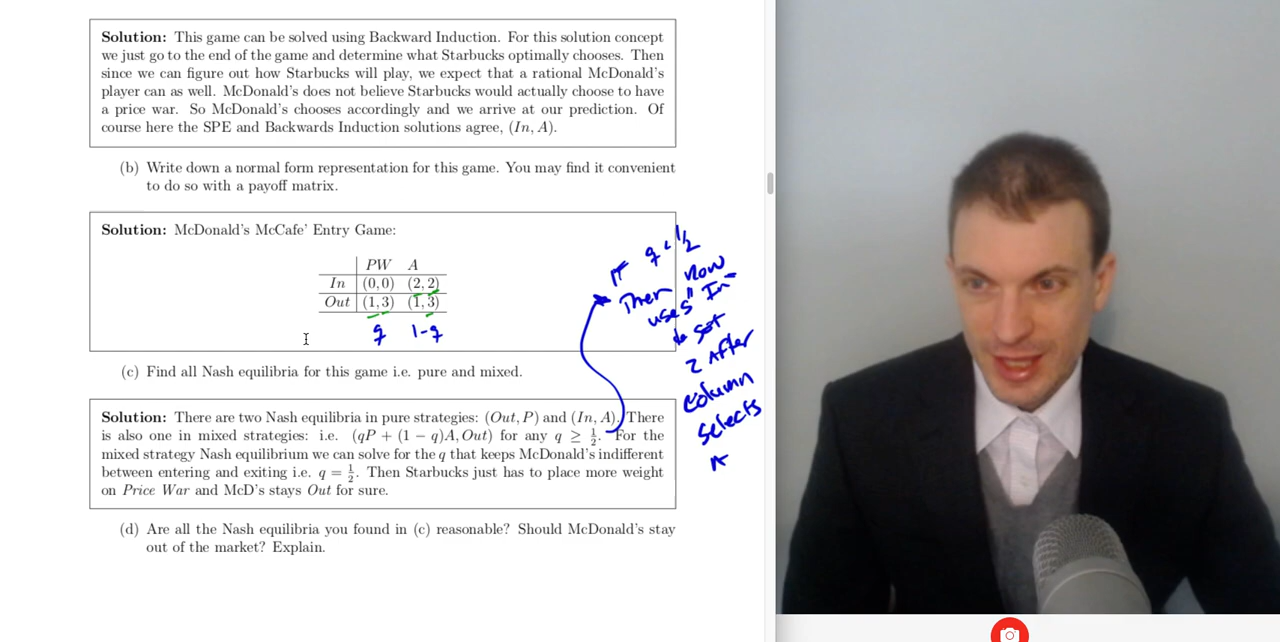 Solution: This game can be solved using Backward Induction. For this solution concept
we just go to the end of the game and determine what Starbucks optimally chooses. Then
since we can figure out how Starbucks will play, we expect that a rational McDonald's
player can as well. McDonald's does not believe Starbucks would actually choose to have
a price war. So McDonald's chooses accordingly and we arrive at our prediction. Of
course here the SPE and Backwards Induction solutions agree, (In, A).
(b) Write down a normal form representation for this game. You may find it convenient
to do so with a payoff matrix.
Solution: McDonald's McCafe' Entry Game:
PW A
In (0,0) (2,2)
Out (1,3) (1,3)
q 1-q
If q < 1/2
Then row
uses "In"
to get
2 After
column
selects
A
(c) Find all Nash equilibria for this game i.e. pure and mixed.
Solution: There are two Nash equilibria in pure strategies: (Out, P) and (In, A). There
is also one in mixed strategies: i.e. (qP + (1 − q)A, Out) for any q ≥ 1/2. For the
mixed strategy Nash equilibrium we can solve for the q that keeps McDonald's indifferent
between entering and exiting i.e. q = 1/2. Then Starbucks just has to place more weight
on Price War and McD's stays Out for sure.
(d) Are all the Nash equilibria you found in (c) reasonable? Should McDonald's stay
out of the market? Explain.